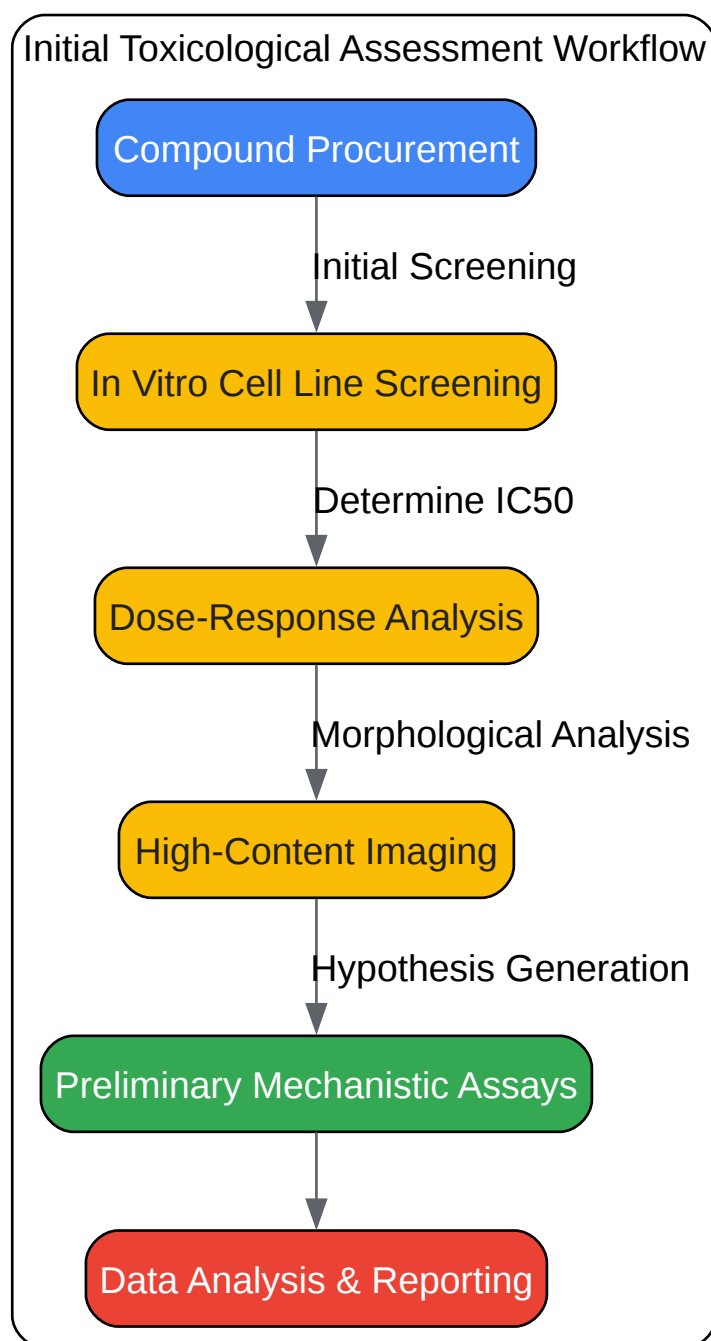 Initial Toxicological Assessment Workflow
Compound Procurement
Initial Screening
In Vitro Cell Line Screening
Determine IC50
Dose-Response Analysis
Morphological Analysis
High-Content Imaging
Hypothesis Generation
Preliminary Mechanistic Assays
Data Analysis & Reporting